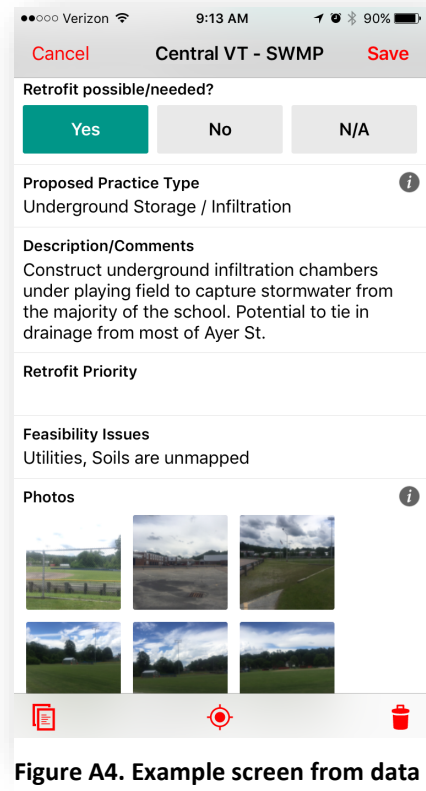 Verizon 9:13 AM 90%
Cancel Central VT - SWMP Save
Retrofit possible/needed?
Yes No N/A
Proposed Practice Type
Underground Storage / Infiltration
Description/Comments
Construct underground infiltration chambers
under playing field to capture stormwater from
the majority of the school. Potential to tie in
drainage from most of Ayer St.
Retrofit Priority
Feasibility Issues
Utilities, Soils are unmapped
Photos
Figure A4. Example screen from data